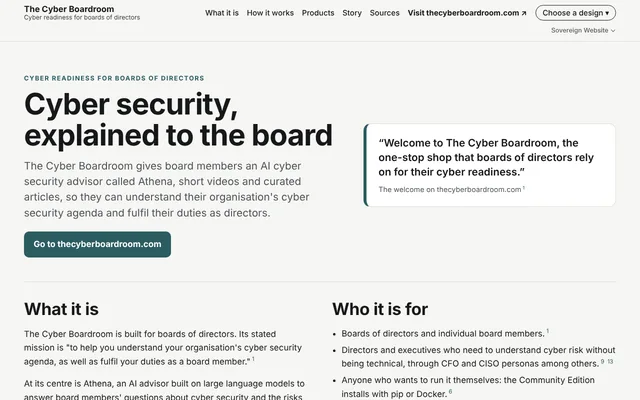 The Cyber Boardroom
Cyber readiness for boards of directors
What it is How it works Products Story Sources Visit thecyberboardroom.com ↗ Choose a design ▾
Sovereign Website
CYBER READINESS FOR BOARDS OF DIRECTORS
Cyber security,
explained to the board
The Cyber Boardroom gives board members an AI cyber
security advisor called Athena, short videos and curated
articles, so they can understand their organisation's cyber
security agenda and fulfil their duties as directors.
Go to thecyberboardroom.com
“Welcome to The Cyber Boardroom, the
one-stop shop that boards of directors rely
on for their cyber readiness.”
The welcome on thecyberboardroom.com 1
What it is
The Cyber Boardroom is built for boards of directors. Its stated
mission is "to help you understand your organisation's cyber security
agenda, as well as fulfil your duties as a board member." 1
At its centre is Athena, an AI advisor built on large language models to
answer board members' questions about cyber security and the risks
Who it is for
• Boards of directors and individual board members. 1
• Directors and executives who need to understand cyber risk without
being technical, through CFO and CISO personas among others. 9 13
• Anyone who wants to run it themselves: the Community Edition
installs with pip or Docker. 6